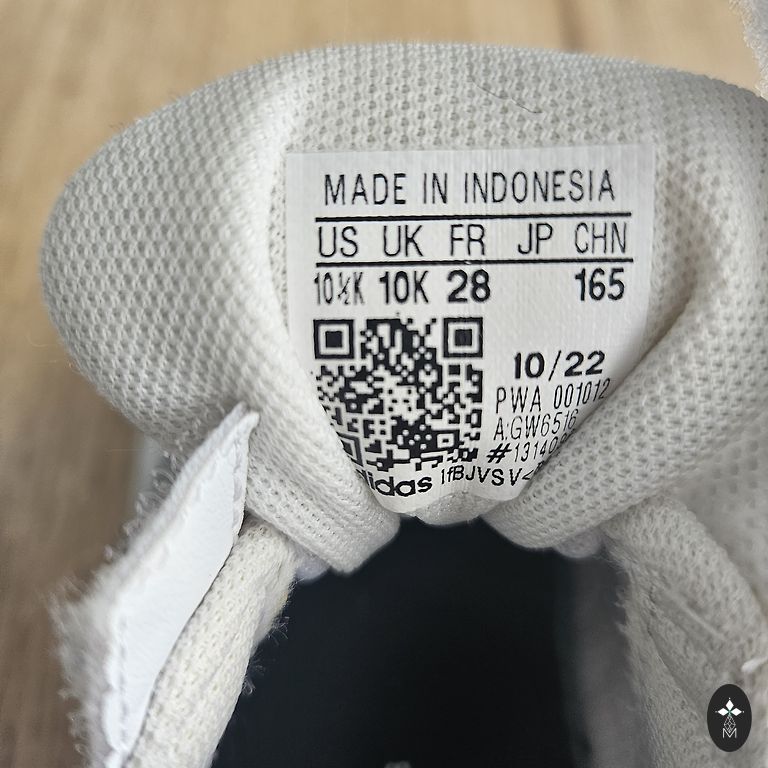 MADE IN INDONESIA
US UK FR JP CHN
10½K 10K 28 165
10/22
PWA 001012
A:GW6516
adidas
M